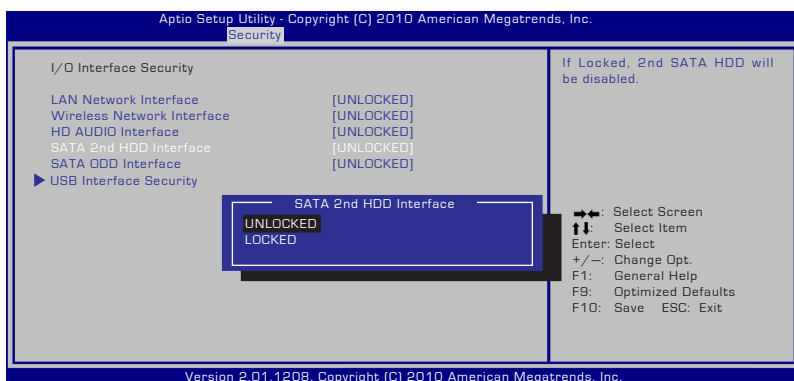 Aptio Setup Utility - Copyright (C) 2010 American Megatrends, Inc.
Security
I/O Interface Security
LAN Network Interface [UNLOCKED]
Wireless Network Interface [UNLOCKED]
HD AUDIO Interface [UNLOCKED]
SATA 2nd HDD Interface [UNLOCKED]
SATA ODD Interface [UNLOCKED]
USB Interface Security
SATA 2nd HDD Interface
UNLOCKED
LOCKED
If Locked, 2nd SATA HDD will
be disabled.
→←: Select Screen
↑↓: Select Item
Enter: Select
+/—: Change Opt.
F1: General Help
F9: Optimized Defaults
F10: Save ESC: Exit
Version 2.01.1208. Copyright (C) 2010 American Megatrends, Inc.